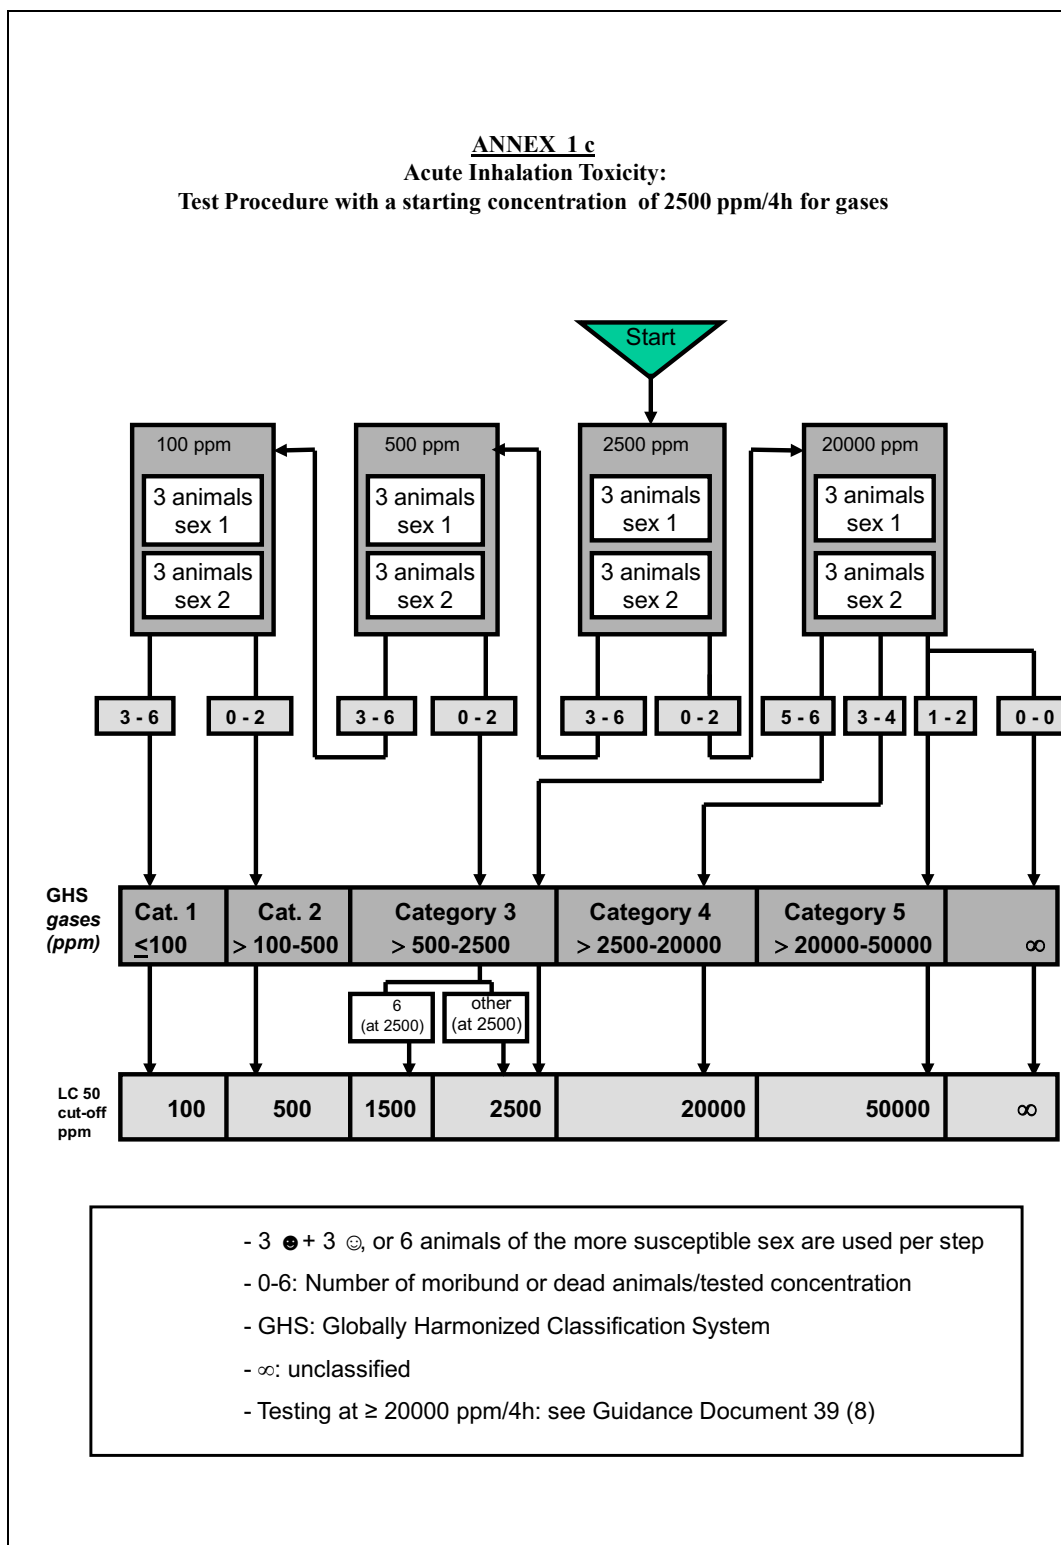 ANNEX 1 c
Acute Inhalation Toxicity:
Test Procedure with a starting concentration of 2500 ppm/4h for gases
Start
100 ppm
3 animals
sex 1
3 animals
sex 2
500 ppm
3 animals
sex 1
3 animals
sex 2
2500 ppm
3 animals
sex 1
3 animals
sex 2
20000 ppm
3 animals
sex 1
3 animals
sex 2
3 - 6
0 - 2
3 - 6
0 - 2
3 - 6
0 - 2
5 - 6
3 - 4
1 - 2
0 - 0
GHS
gases
(ppm)
Cat. 1
≤100
Cat. 2
> 100-500
Category 3
> 500-2500
Category 4
> 2500-20000
Category 5
> 20000-50000
∞
6
(at 2500)
other
(at 2500)
LC 50
cut-off
ppm
100
500
1500
2500
20000
50000
∞
- 3 ☻+ 3 ☺, or 6 animals of the more susceptible sex are used per step
- 0-6: Number of moribund or dead animals/tested concentration
- GHS: Globally Harmonized Classification System
- ∞: unclassified
- Testing at ≥ 20000 ppm/4h: see Guidance Document 39 (8)